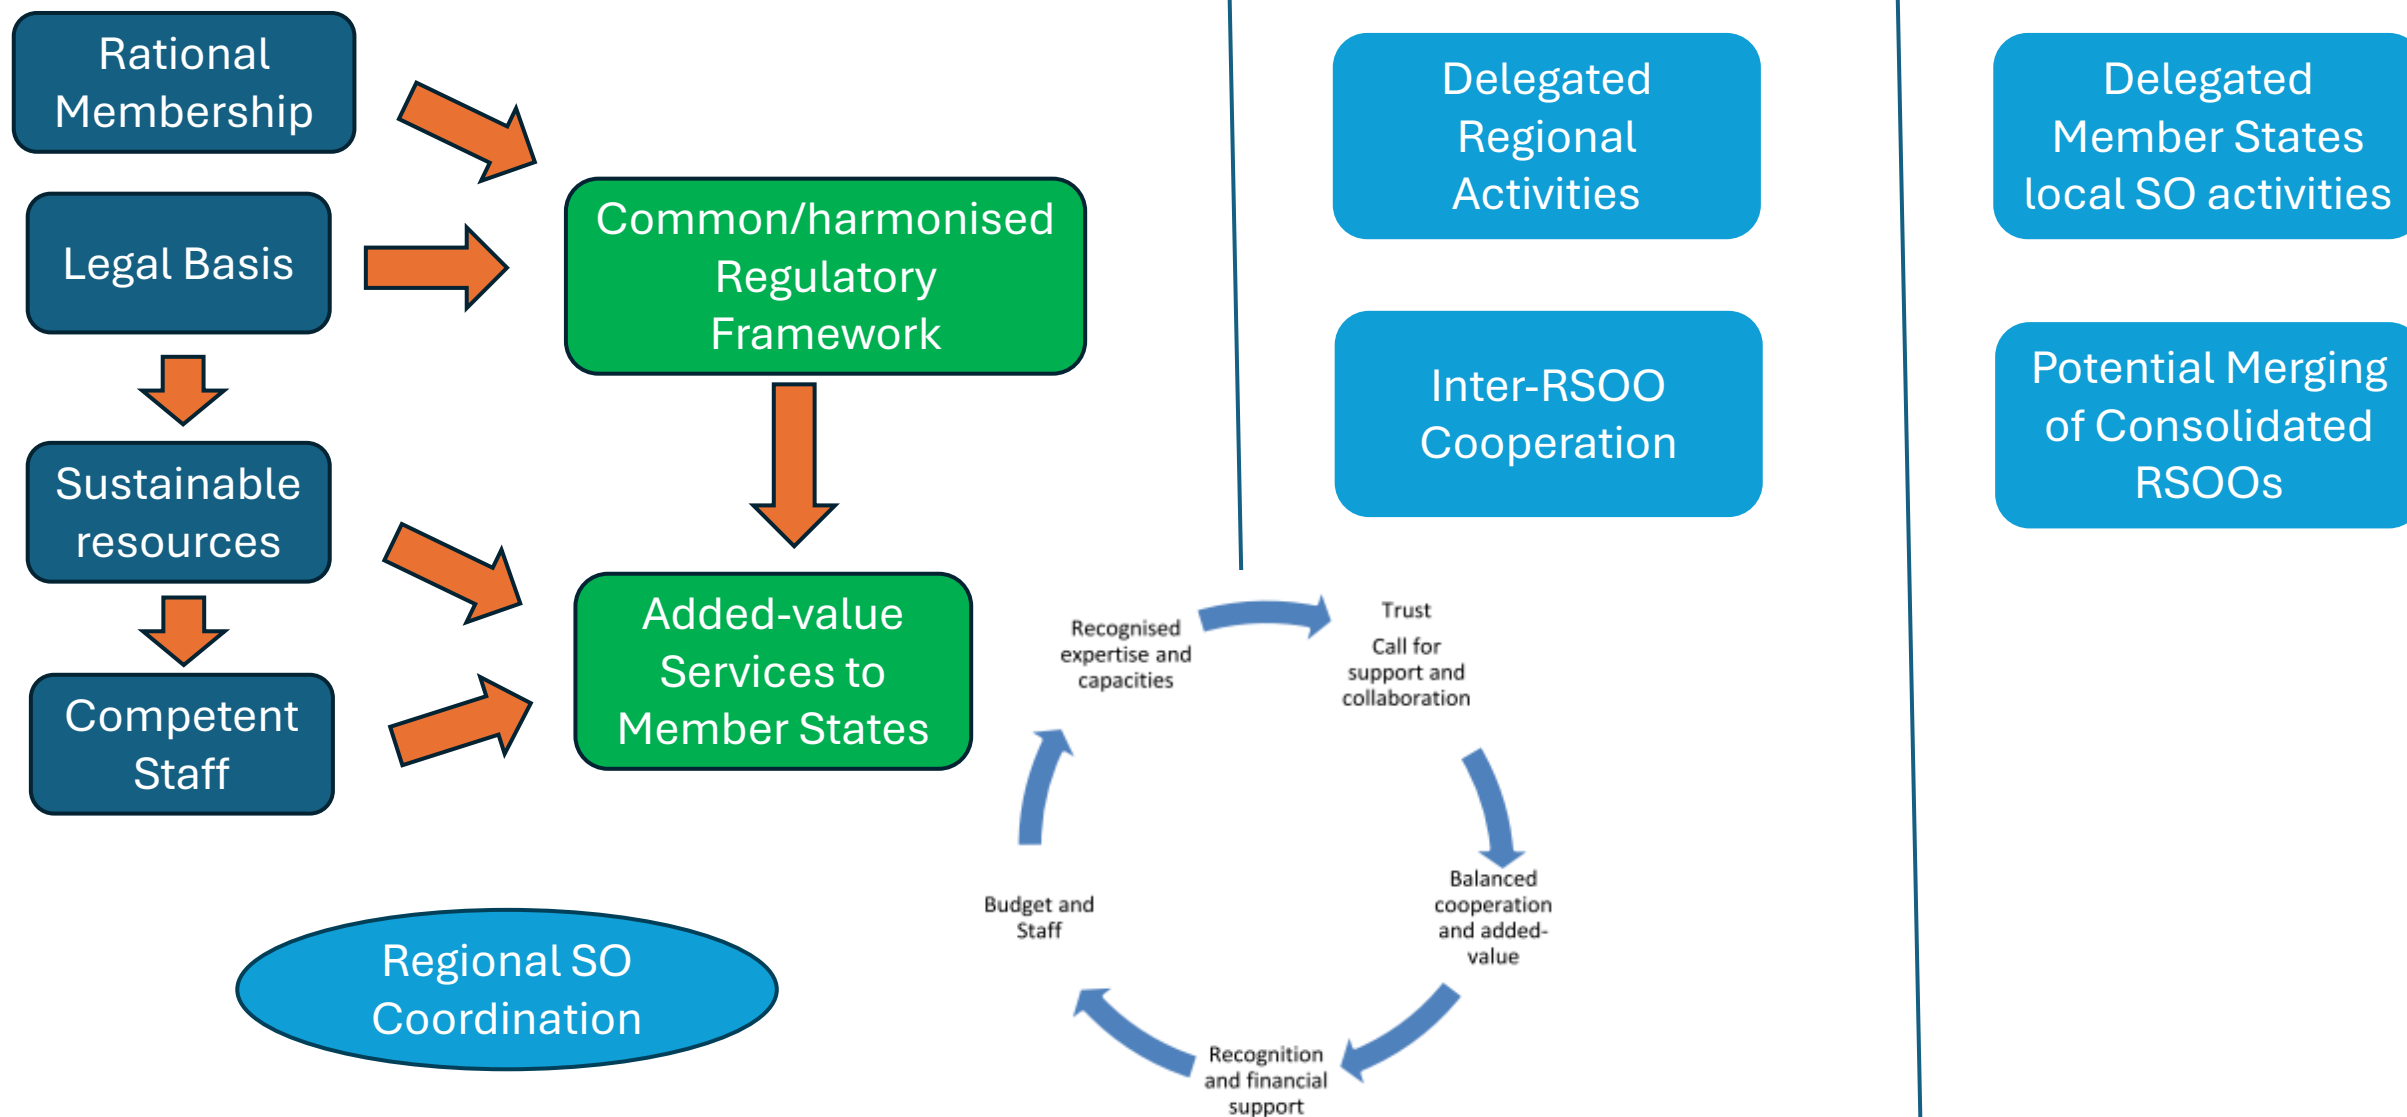 Rational
Membership
Legal Basis
Sustainable
resources
Competent
Staff
Common/harmonised
Regulatory
Framework
Added-value
Services to
Member States
Regional SO
Coordination
Delegated
Regional
Activities
Inter-RSOO
Cooperation
Delegated
Member States
local SO activities
Potential Merging
of Consolidated
RSOOs
Recognised
expertise and
capacities
Trust
Call for
support and
collaboration
Balanced
cooperation
and added-
value
Recognition
and financial
support
Budget and
Staff